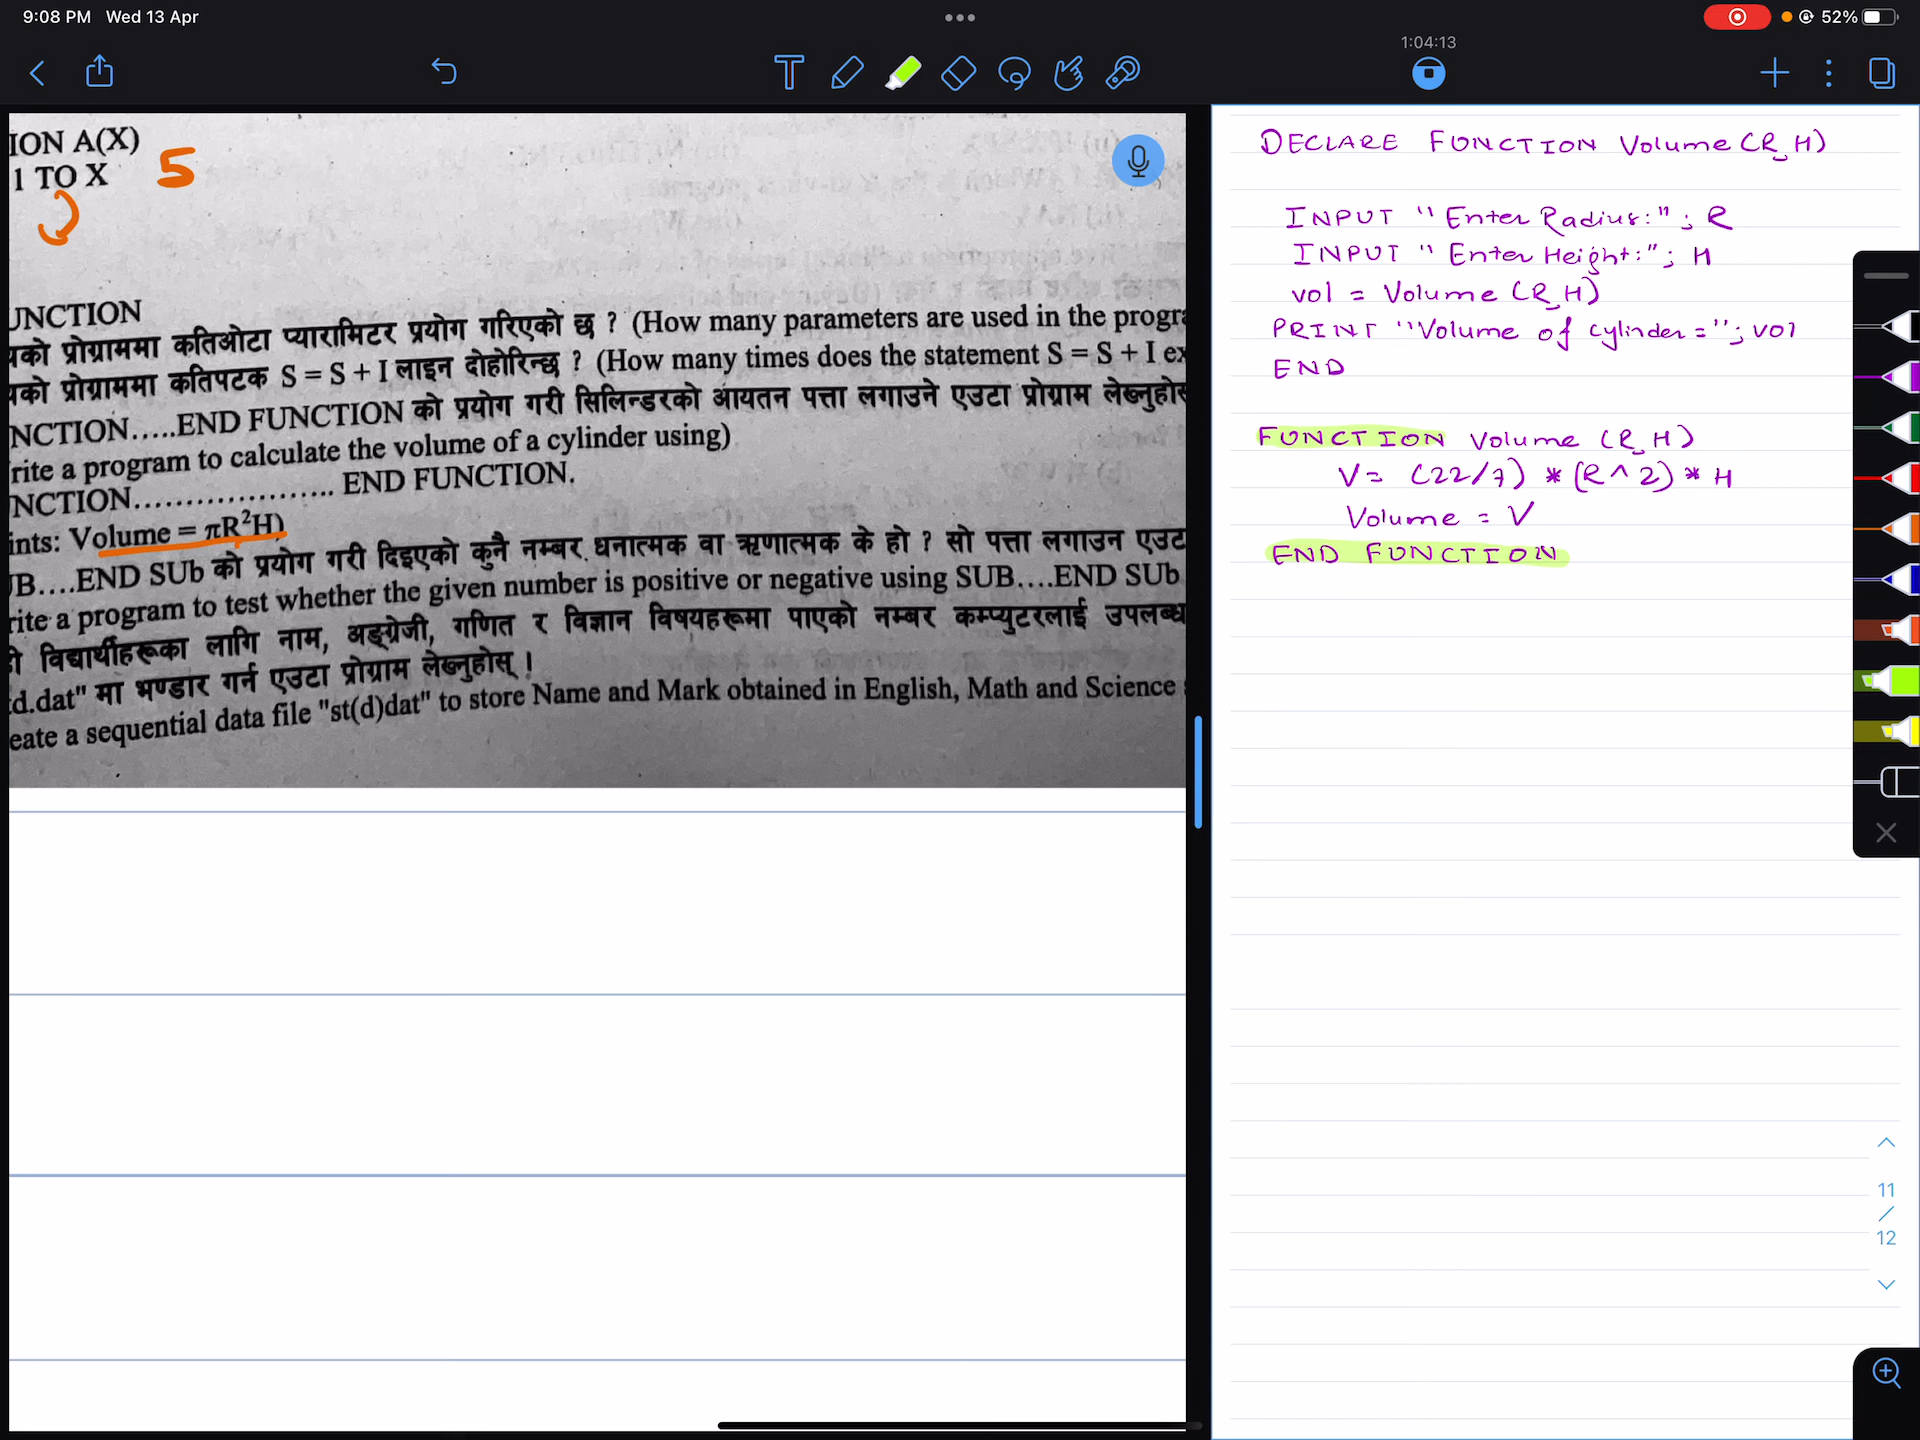 9:08 PM Wed 13 Apr
52%
1:04:13
ION A(X)
1 TO X 5
UNCTION
को प्रोग्राममा कतिओटा प्यारामिटर प्रयोग गरिएको छ ? (How many parameters are used in the progra
को प्रोग्राममा कतिपटक S = S + I लाइन दोहोरिन्छ ? (How many times does the statement S = S + I ex
NCTION.....END FUNCTION को प्रयोग गरी सिलिन्डरको आयतन पत्ता लगाउने एउटा प्रोग्राम लेख्नुहोस
rite a program to calculate the volume of a cylinder using)
NCTION.................... END FUNCTION.
ints: Volume = πR²H)
UB....END SUb को प्रयोग गरी दिइएको कुनै नम्बर धनात्मक वा ऋणात्मक के हो ? सो पत्ता लगाउन एउट
rite a program to test whether the given number is positive or negative using SUB....END SUb
विद्यार्थीहरूका लागि नाम, अङ्ग्रेजी, गणित र विज्ञान विषयहरूमा पाएको नम्बर कम्प्युटरलाई उपलब्ध
d.dat" मा भण्डार गर्न एउटा प्रोग्राम लेख्नुहोस् ।
eate a sequential data file "st(d)dat" to store Name and Mark obtained in English, Math and Science
DECLARE FUNCTION Volume (R, H)
INPUT "Enter Radius:"; R
INPUT "Enter Height:"; H
vol = Volume (R, H)
PRINT "Volume of cylinder ="; vol
END
FUNCTION Volume (R, H)
V = (22/7) * (R ^ 2) * H
Volume = V
END FUNCTION
11
/
12